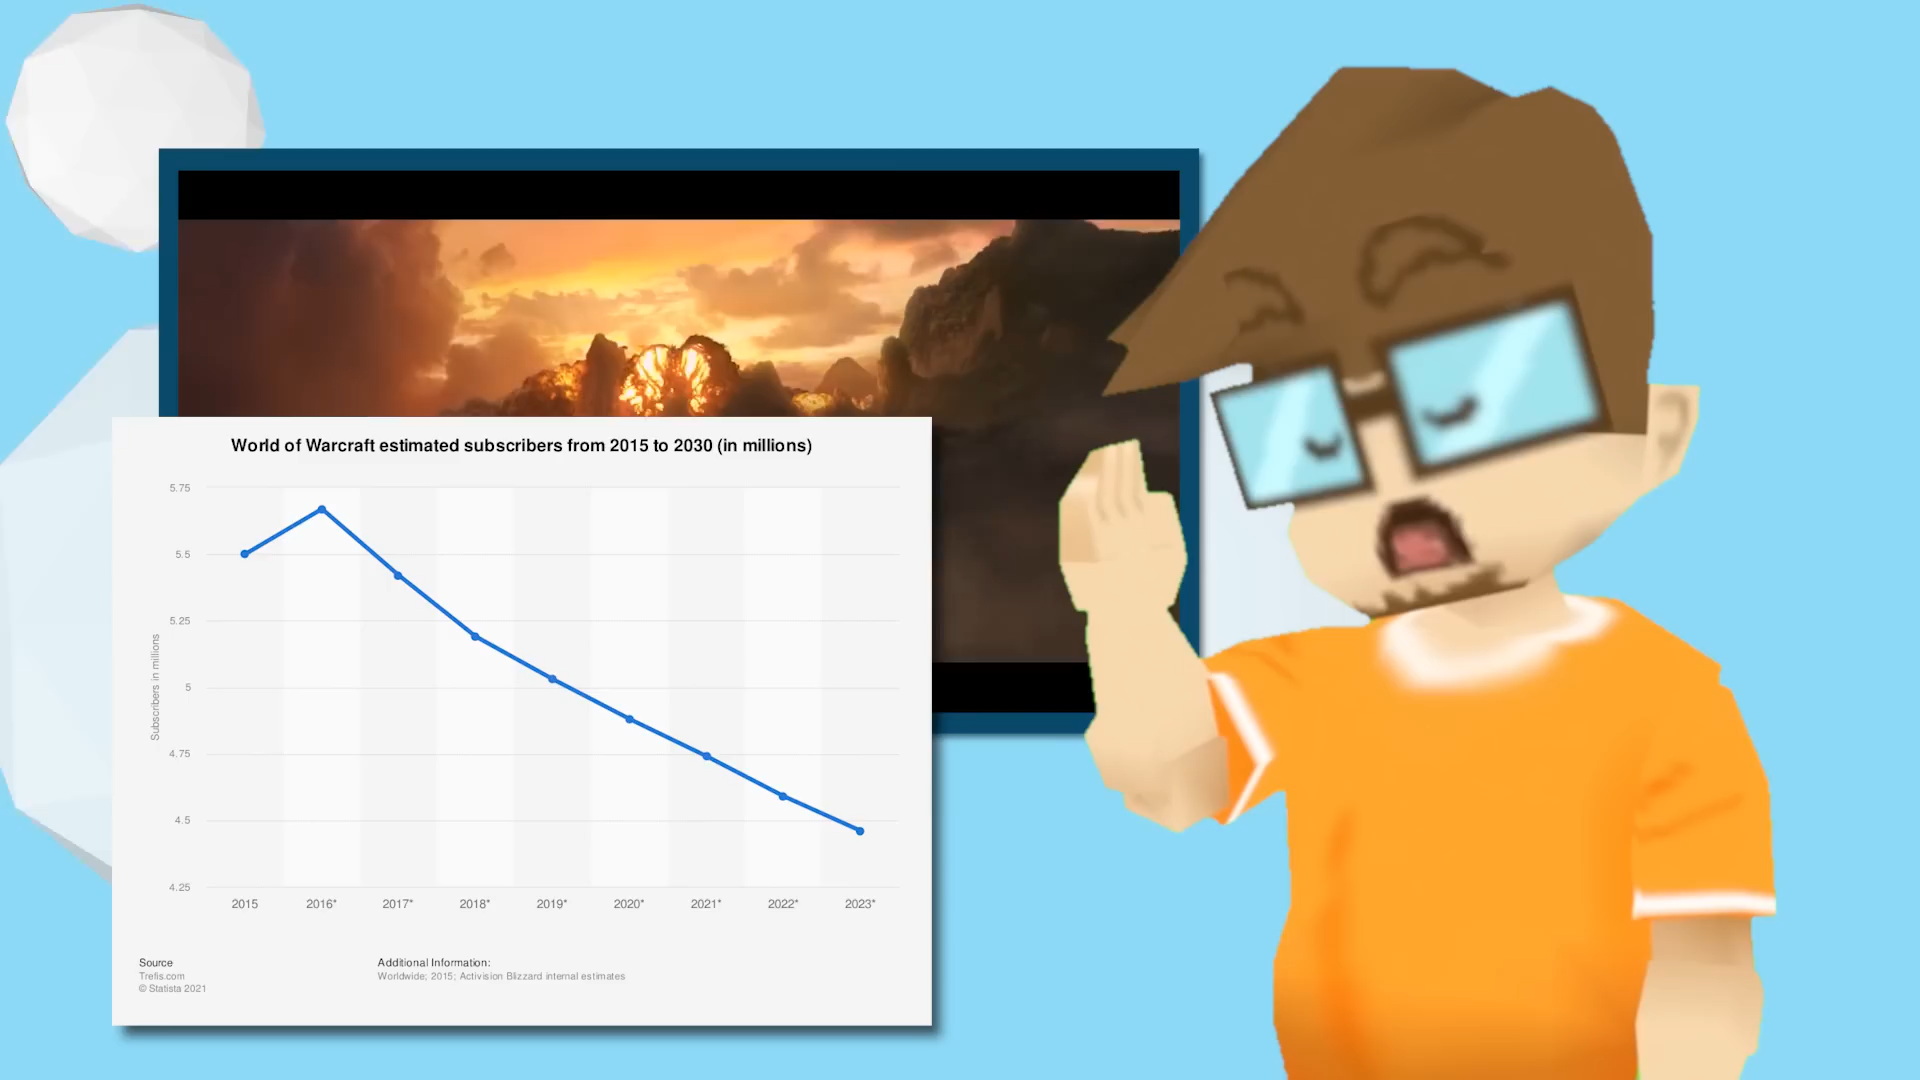 World of Warcraft estimated subscribers from 2015 to 2030 (in millions)
Subscribers in millions
5.75
5.5
5.25
5
4.75
4.5
4.25
2015 2016* 2017* 2018* 2019* 2020* 2021* 2022* 2023*
Source
Trefis.com
© Statista 2021
Additional Information:
Worldwide; 2015; Activision Blizzard internal estimates